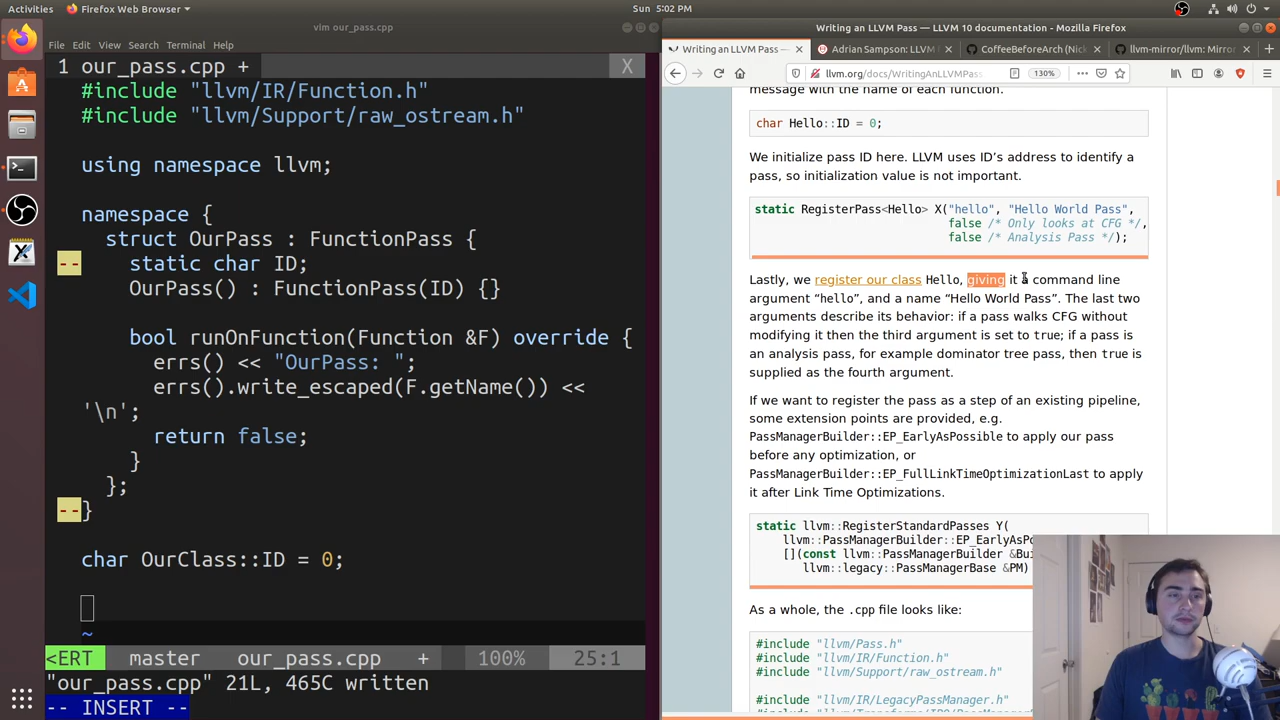 Activities Firefox Web Browser Sun 5:02 PM
vim our_pass.cpp
File Edit View Search Terminal Help
1 our_pass.cpp + X
#include "llvm/IR/Function.h"
#include "llvm/Support/raw_ostream.h"
using namespace llvm;
namespace {
struct OurPass : FunctionPass {
-- static char ID;
OurPass() : FunctionPass(ID) {}
bool runOnFunction(Function &F) override {
errs() << "OurPass: ";
errs().write_escaped(F.getName()) <<
'\n';
return false;
}
};
--}
char OurClass::ID = 0;
~
<ERT master our_pass.cpp + 100% 25:1
"our_pass.cpp" 21L, 465C written
-- INSERT --
Writing an LLVM Pass — LLVM 10 documentation - Mozilla Firefox
Writing an LLVM Pass — Adrian Sampson: LLVM CoffeeBeforeArch (Nick llvm-mirror/llvm: Mirror
llvm.org/docs/WritingAnLLVMPass 130%
message with the name of each function.
char Hello::ID = 0;
We initialize pass ID here. LLVM uses ID’s address to identify a
pass, so initialization value is not important.
static RegisterPass<Hello> X("hello", "Hello World Pass",
false /* Only looks at CFG */,
false /* Analysis Pass */);
Lastly, we register our class Hello, giving it a command line
argument “hello”, and a name “Hello World Pass”. The last two
arguments describe its behavior: if a pass walks CFG without
modifying it then the third argument is set to true; if a pass is
an analysis pass, for example dominator tree pass, then true is
supplied as the fourth argument.
If we want to register the pass as a step of an existing pipeline,
some extension points are provided, e.g.
PassManagerBuilder::EP_EarlyAsPossible to apply our pass
before any optimization, or
PassManagerBuilder::EP_FullLinkTimeOptimizationLast to apply
it after Link Time Optimizations.
static llvm::RegisterStandardPasses Y(
llvm::PassManagerBuilder::EP_EarlyAsPo
[](const llvm::PassManagerBuilder &Bui
llvm::legacy::PassManagerBase &PM)
As a whole, the .cpp file looks like:
#include "llvm/Pass.h"
#include "llvm/IR/Function.h"
#include "llvm/Support/raw_ostream.h"
#include "llvm/IR/LegacyPassManager.h"